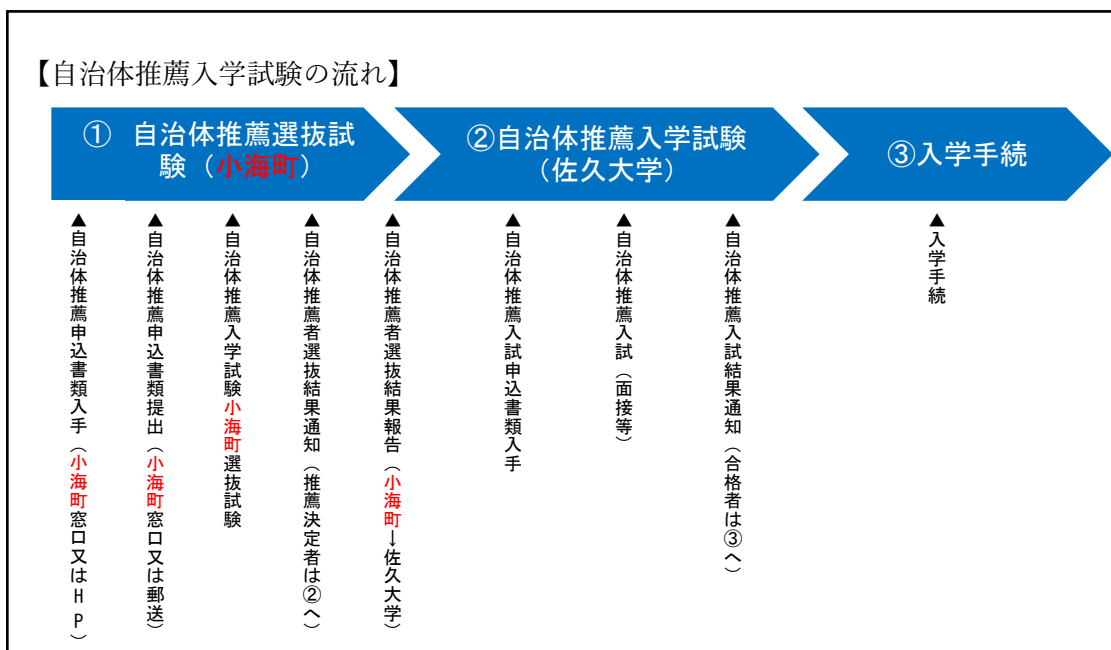 【自治体推薦入学試験の流れ】
① 自治体推薦選抜試
験（小海町）
②自治体推薦入学試験
（佐久大学）
③入学手続
▲自治体推薦申込書類入手（小海町窓口又はＨＰ）
▲自治体推薦申込書類提出（小海町窓口又は郵送）
▲自治体推薦入学試験小海町選抜試験
▲自治体推薦者選抜結果通知（推薦決定者は②へ）
▲自治体推薦者選抜結果報告（小海町→佐久大学）
▲自治体推薦入試申込書類入手
▲自治体推薦入試（面接等）
▲自治体推薦入試結果通知（合格者は③へ）
▲入学手続